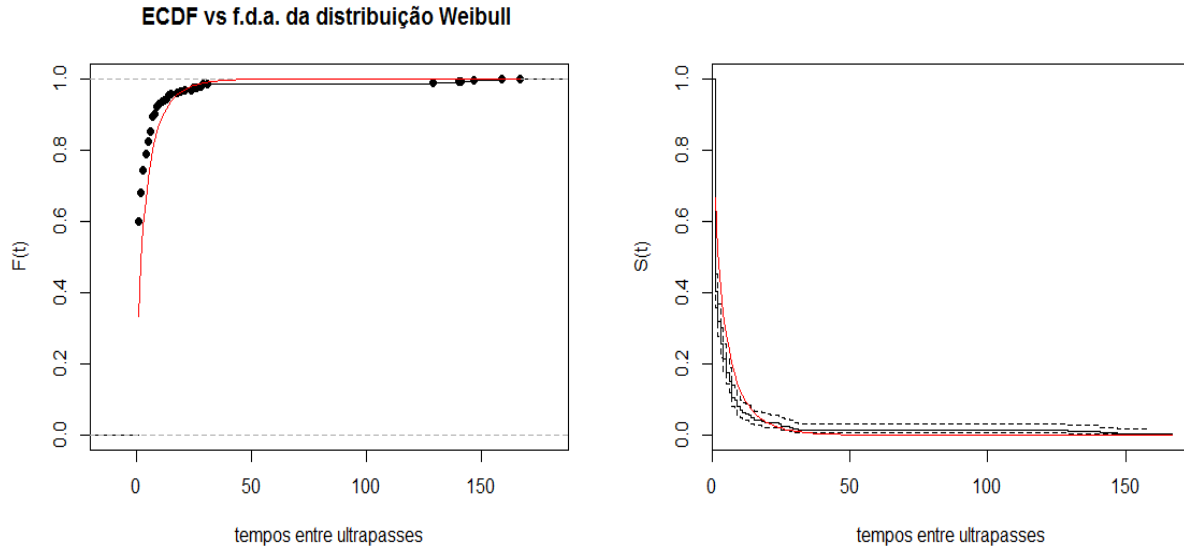 ECDF vs f.d.a. da distribuição Weibull
F(t)
1.0
0.8
0.6
0.4
0.2
0.0
0 50 100 150
tempos entre ultrapasses
S(t)
1.0
0.8
0.6
0.4
0.2
0.0
0 50 100 150
tempos entre ultrapasses